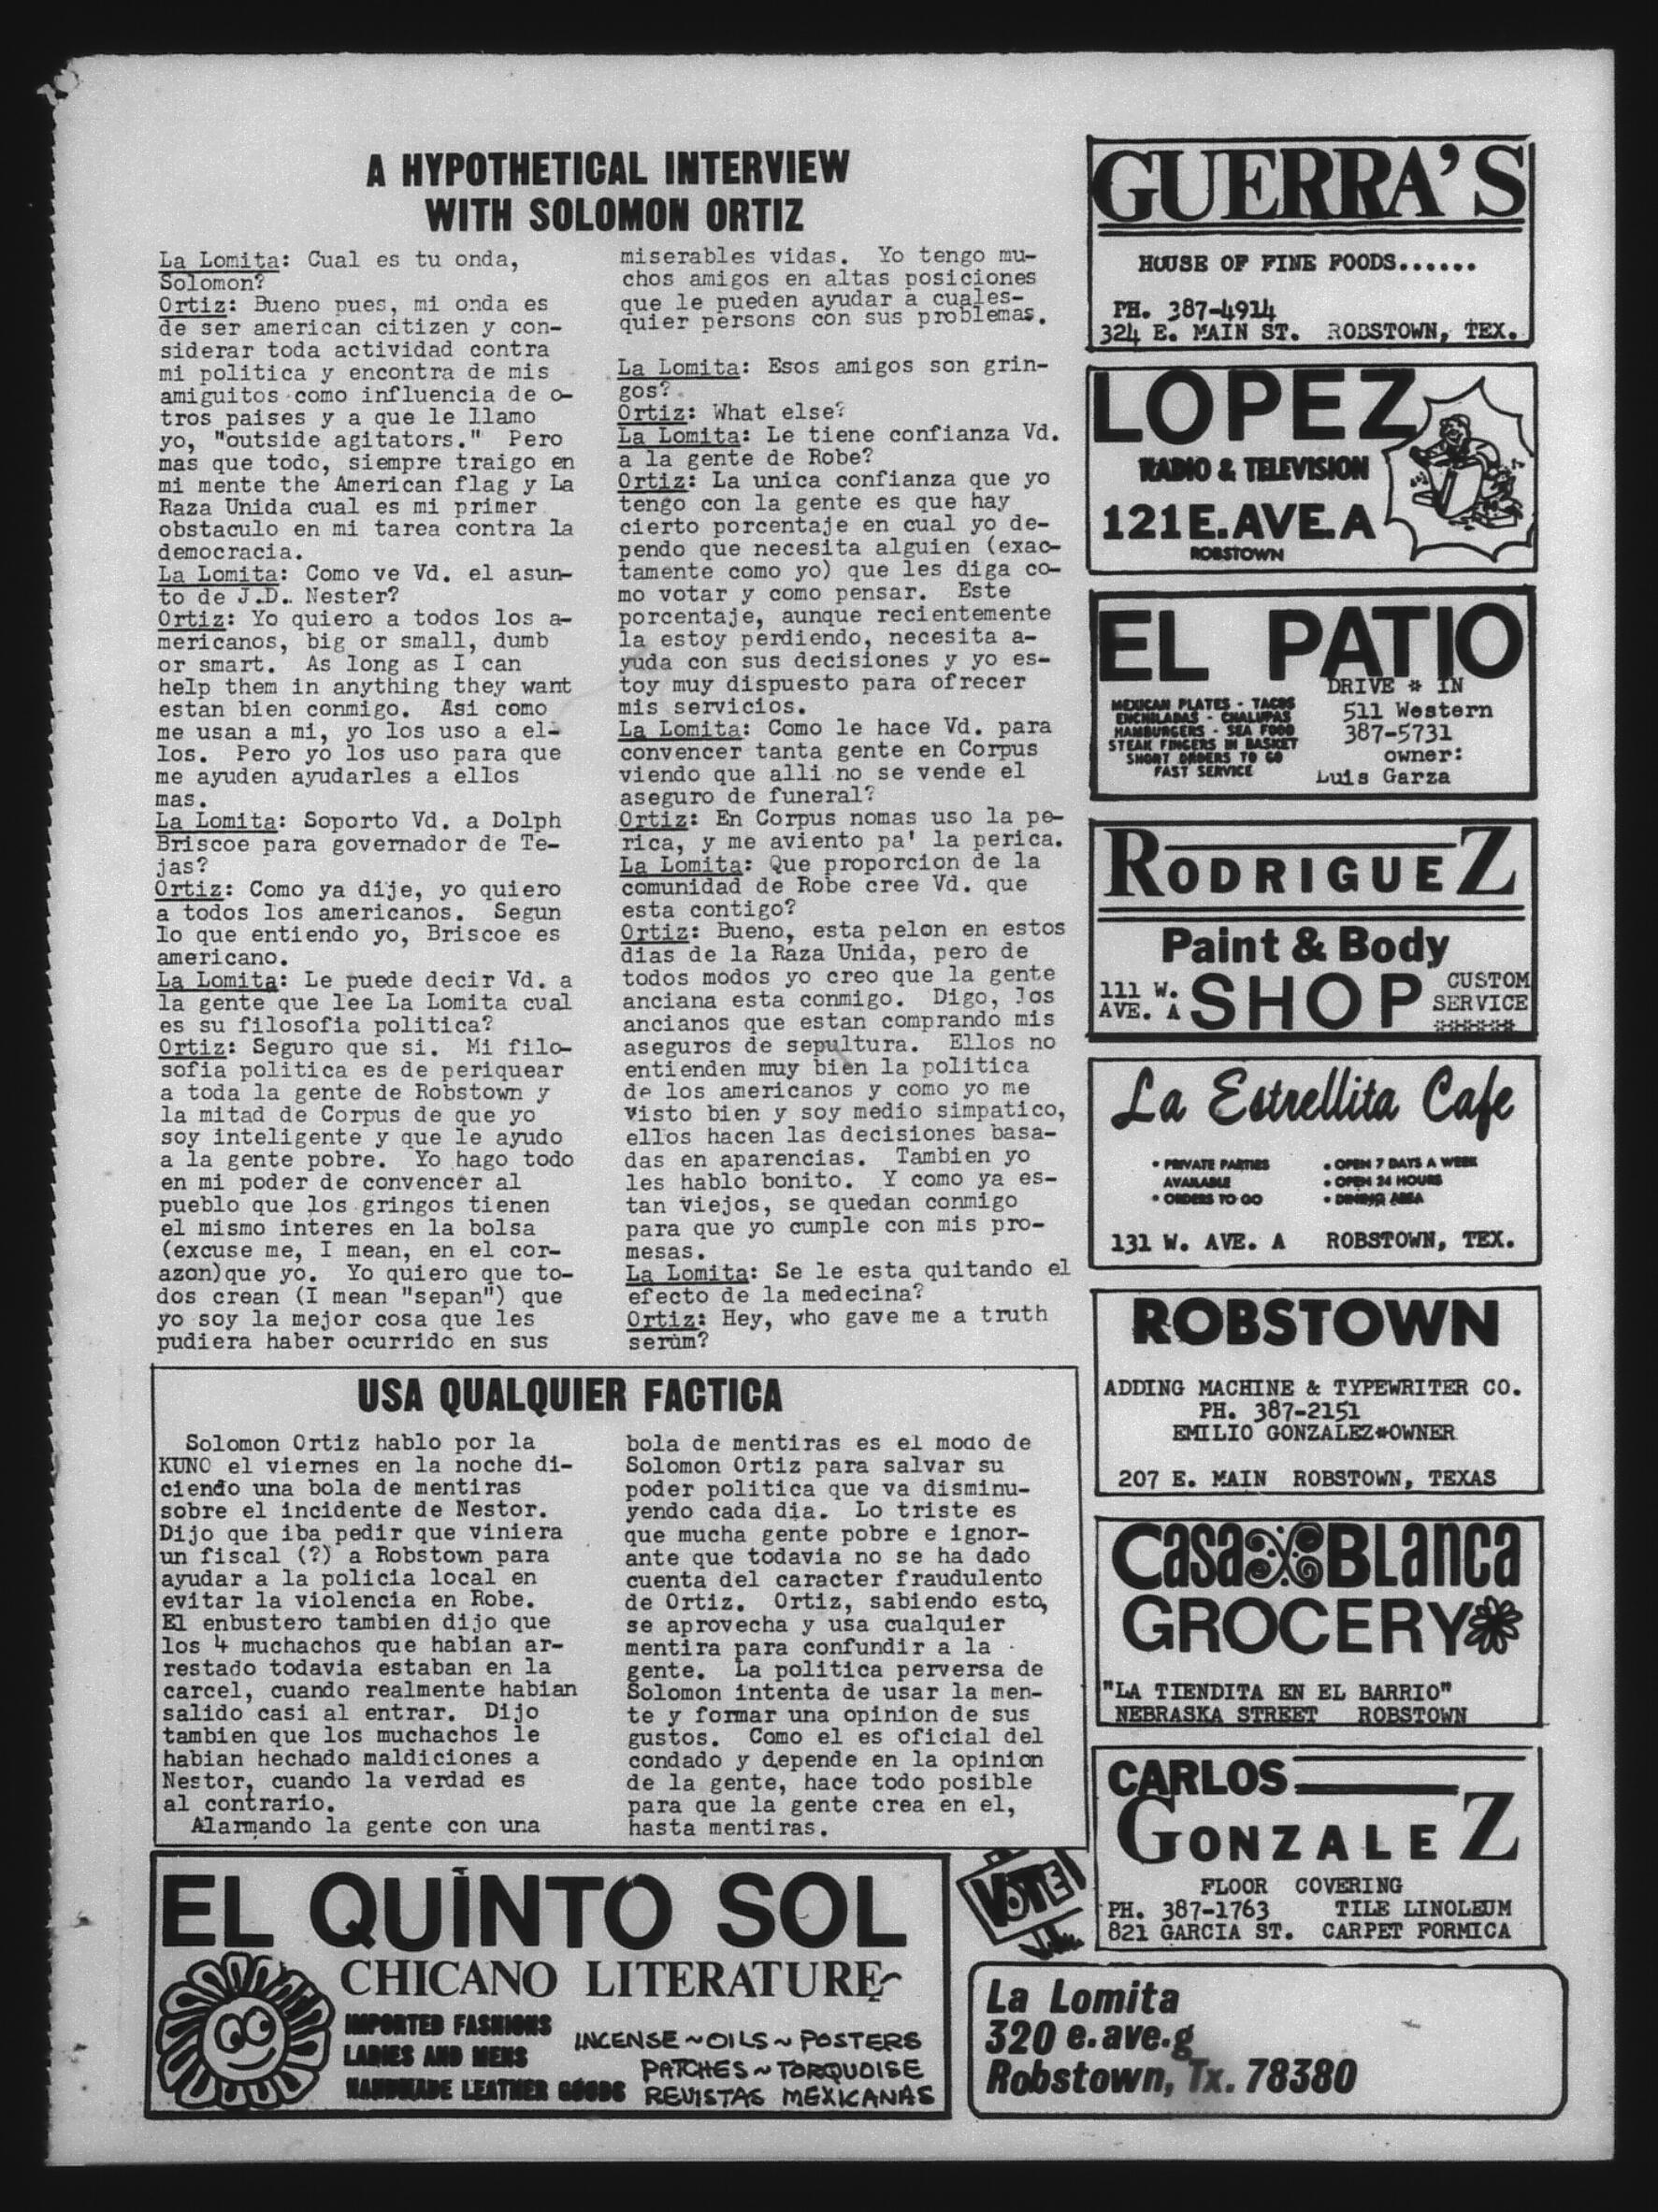 A HYPOTHETICAL INTERVIEW
WITH SOLOMON ORTIZ
La Lomita: Cual es tu onda,
Solomon?
Ortiz: Bueno pues, mi onda es
de ser american citizen y con-
siderar toda actividad contra
mi politica y encontra de mis
amiguitos como influencia de o-
tros paises y a que le llamo
yo, "outside agitators." Pero
mas que todo, siempre traigo en
mi mente the American flag y La
Raza Unida cual es mi primer
obstaculo en mi tarea contra la
democracia.
La Lomita: Como ve Vd. el asun-
to de J.D. Nester?
Ortiz: Yo quiero a todos los a-
mericanos, big or small, dumb
or smart. As long as I can
help them in anything they want
estan bien conmigo. Asi como
me usan a mi, yo los uso a el-
los. Pero yo los uso para que
me ayuden ayudarles a ellos
mas.
La Lomita: Soporto Vd. a Dolph
Briscoe para governador de Te-
jas?
Ortiz: Como ya dije, yo quiero
a todos los americanos. Segun
lo que entiendo yo, Briscoe es
americano.
La Lomita: Le puede decir Vd. a
la gente que lee La Lomita cual
es su filosofia politica?
Ortiz: Seguro que si. Mi filo-
sofia politica es de periquear
a toda la gente de Robstown y
la mitad de Corpus de que yo
soy inteligente y que le ayudo
a la gente pobre. Yo hago todo
en mi poder de convencer al
pueblo que los gringos tienen
el mismo interes en la bolsa
(excuse me, I mean, en el cor-
azon)que yo. Yo quiero que to-
dos crean (I mean "sepan") que
yo soy la mejor cosa que les
pudiera haber ocurrido en sus
miserables vidas. Yo tengo mu-
chos amigos en altas posiciones
que le pueden ayudar a cuales-
quier persons con sus problemas.
La Lomita: Esos amigos son grin-
gos?
Ortiz: What else?
La Lomita: Le tiene confianza Vd.
a la gente de Robe?
Ortiz: La unica confianza que yo
tengo con la gente es que hay
cierto porcentaje en cual yo de-
pendo que necesita alguien (exac-
tamente como yo) que les diga co-
mo votar y como pensar. Este
porcentaje, aunque recientemente
la estoy perdiendo, necesita a-
yuda con sus decisiones y yo es-
toy muy dispuesto para ofrecer
mis servicios.
La Lomita: Como le hace Vd. para
convencer tanta gente en Corpus
viendo que alli no se vende el
aseguro de funeral?
Ortiz: En Corpus nomas uso la pe-
rica, y me aviento pa' la perica.
La Lomita: Que proporcion de la
comunidad de Robe cree Vd. que
esta contigo?
Ortiz: Bueno, esta pelon en estos
dias de la Raza Unida, pero de
todos modos yo creo que la gente
anciana esta conmigo. Digo, los
ancianos que estan comprando mis
aseguros de sepultura. Ellos no
entienden muy bien la politica
de los americanos y como yo me
visto bien y soy medio simpatico,
ellos hacen las decisiones basa-
das en aparencias. Tambien yo
les hablo bonito. Y como ya es-
tan viejos, se quedan conmigo
para que yo cumple con mis pro-
mesas.
La Lomita: Se le esta quitando el
efecto de la medecina?
Ortiz: Hey, who gave me a truth
serum?
USA QUALQUIER FACTICA
Solomon Ortiz hablo por la
KUNO el viernes en la noche di-
ciendo una bola de mentiras
sobre el incidente de Nestor.
Dijo que iba pedir que viniera
un fiscal (?) a Robstown para
ayudar a la policia local en
evitar la violencia en Robe.
El enbustero tambien dijo que
los 4 muchachos que habian ar-
restado todavia estaban en la
carcel, cuando realmente habian
salido casi al entrar. Dijo
tambien que los muchachos le
habian hechado maldiciones a
Nestor, cuando la verdad es
al contrario.
Alarmando la gente con una
bola de mentiras es el modo de
Solomon Ortiz para salvar su
poder politica que va disminu-
yendo cada dia. Lo triste es
que mucha gente pobre e ignor-
ante que todavia no se ha dado
cuenta del caracter fraudulento
de Ortiz. Ortiz, sabiendo esto,
se aprovecha y usa cualquier
mentira para confundir a la
gente. La politica perversa de
Solomon intenta de usar la men-
te y formar una opinion de sus
gustos. Como el es oficial del
condado y depende en la opinion
de la gente, hace todo posible
para que la gente crea en el,
hasta mentiras.
EL QUINTO SOL
CHICANO LITERATURE
IMPORTED FASHIONS
LADIES AND MENS
HANDMADE LEATHER GOODS
INCENSE~OILS~POSTERS
PATCHES~TORQUOISE
REVISTAS MEXICANAS
VOTE
GUERRA'S
HOUSE OF FINE FOODS......
PH. 387-4914
324 E. MAIN ST. ROBSTOWN, TEX.
LOPEZ
RADIO & TELEVISION
121 E. AVE. A
ROBSTOWN
EL PATIO
DRIVE * IN
MEXICAN PLATES - TACOS
ENCHILADAS - CHALUPAS
HAMBURGERS - SEA FOOD
STEAK FINGERS IN BASKET
SHORT ORDERS TO GO
FAST SERVICE
511 Western
387-5731
owner:
Luis Garza
RODRIGUEZ
Paint & Body
111 W.
AVE. A
SHOP
CUSTOM
SERVICE
******
La Estrellita Cafe
• PRIVATE PARTIES
AVAILABLE
• ORDERS TO GO
• OPEN 7 DAYS A WEEK
• OPEN 24 HOURS
• DINING AREA
131 W. AVE. A ROBSTOWN, TEX.
ROBSTOWN
ADDING MACHINE & TYPEWRITER CO.
PH. 387-2151
EMILIO GONZALEZ*OWNER
207 E. MAIN ROBSTOWN, TEXAS
CASA BLANCA
GROCERY
"LA TIENDITA EN EL BARRIO"
NEBRASKA STREET ROBSTOWN
CARLOS
GONZALEZ
FLOOR COVERING
PH. 387-1763 TILE LINOLEUM
821 GARCIA ST. CARPET FORMICA
La Lomita
320 e. ave. g
Robstown, Tx. 78380